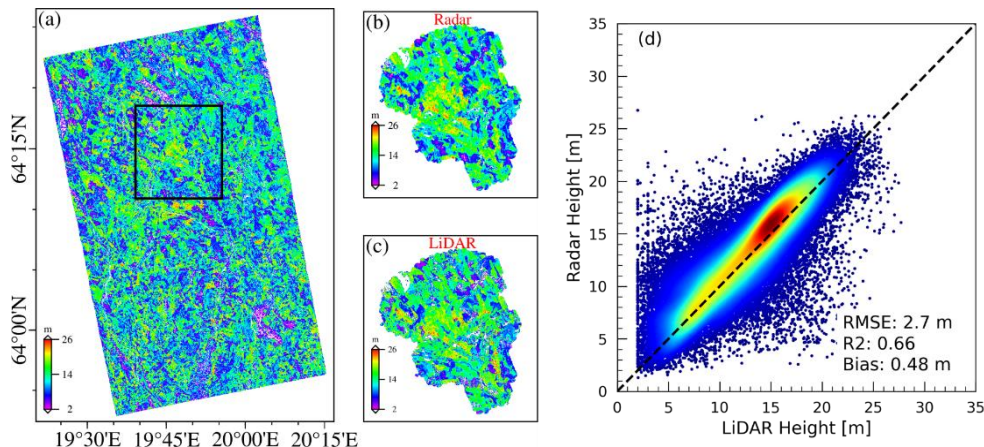 (a)
64°15'N
64°00'N
m
26
14
2
19°30'E 19°45'E 20°00'E 20°15'E
(b)
Radar
m
26
14
2
(c)
LiDAR
m
26
14
2
(d)
35
30
25
20
15
10
5
0
Radar Height [m]
RMSE: 2.7 m
R2: 0.66
Bias: 0.48 m
0 5 10 15 20 25 30 35
LiDAR Height [m]